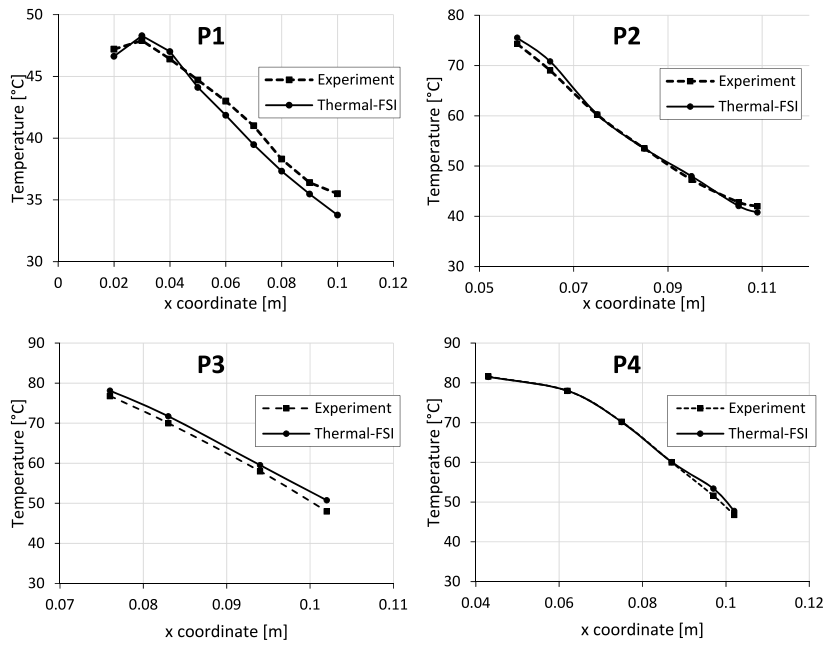 P1
Temperature [°C]
50
45
40
35
30
0 0.02 0.04 0.06 0.08 0.1 0.12
x coordinate [m]
Experiment
Thermal-FSI
P2
Temperature [°C]
80
70
60
50
40
30
0.05 0.07 0.09 0.11
x coordinate [m]
Experiment
Thermal-FSI
P3
Temperature [°C]
90
80
70
60
50
40
30
0.07 0.08 0.09 0.1 0.11
x coordinate [m]
Experiment
Thermal-FSI
P4
Temperature [°C]
90
80
70
60
50
40
30
0.04 0.06 0.08 0.1 0.12
x coordinate [m]
Experiment
Thermal-FSI